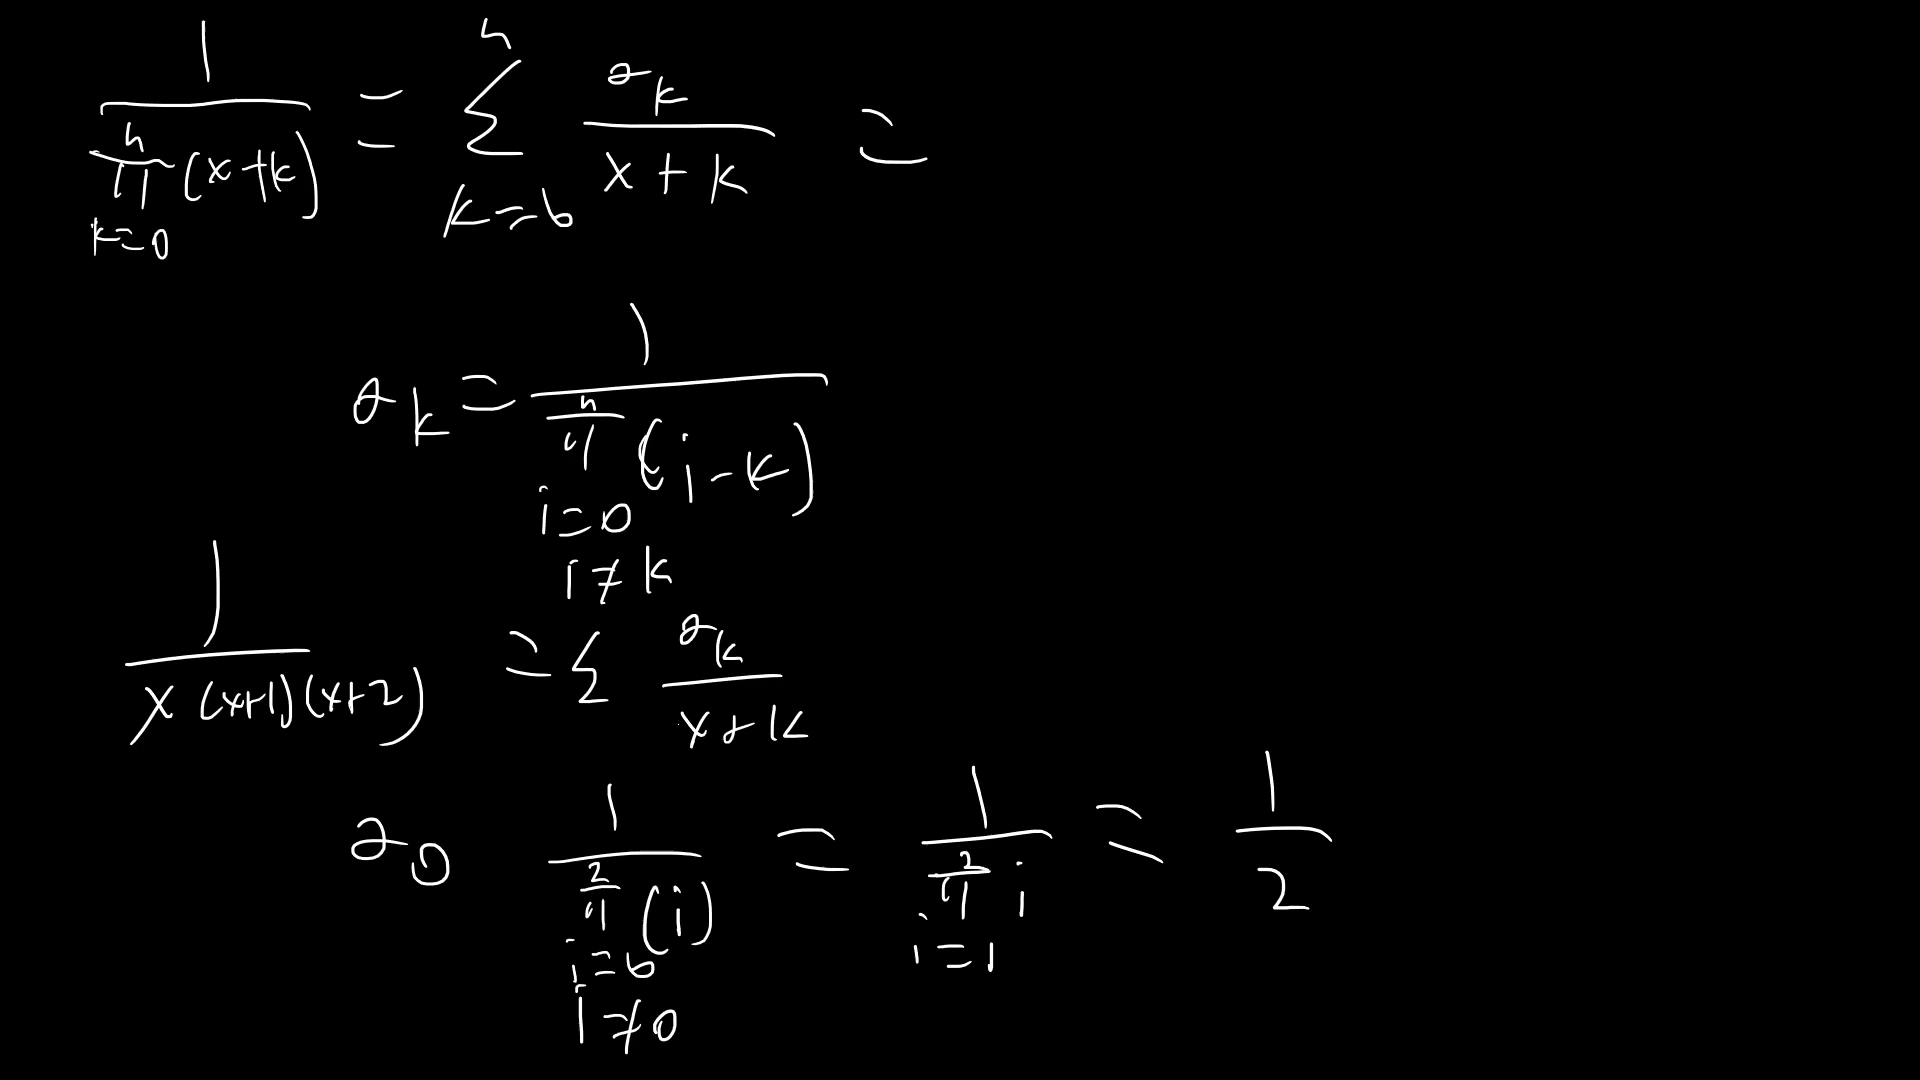 1/∏_{k=0}^{n}(x+k) = ∑_{k=0}^{n} a_k/(x+k) =
a_k = 1/∏_{i=0, i≠k}^{n}(i-k)
1/(x(x+1)(x+2)) = ∑ a_k/(x+k)
a_0 1/∏_{i=0, i≠0}^{2}(i) = 1/∏_{i=1}^{2} i = 1/2